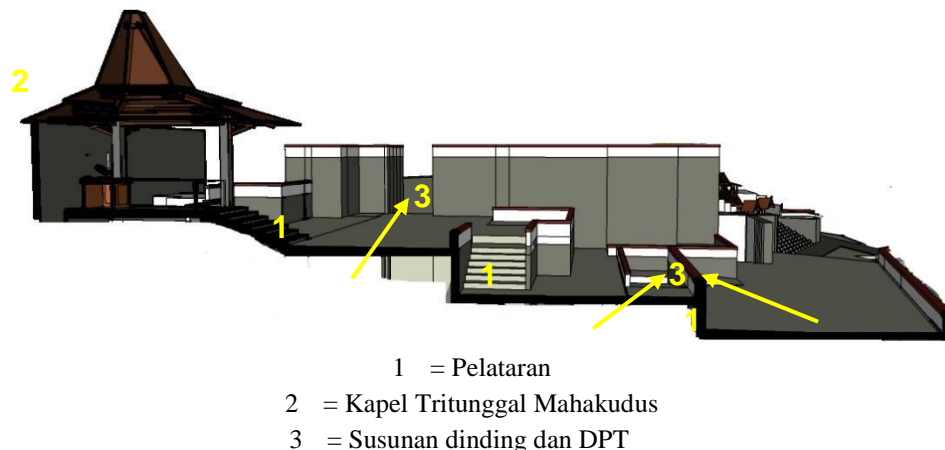 2
3
1
1
3
1
1 = Pelataran
2 = Kapel Tritunggal Mahakudus
3 = Susunan dinding dan DPT